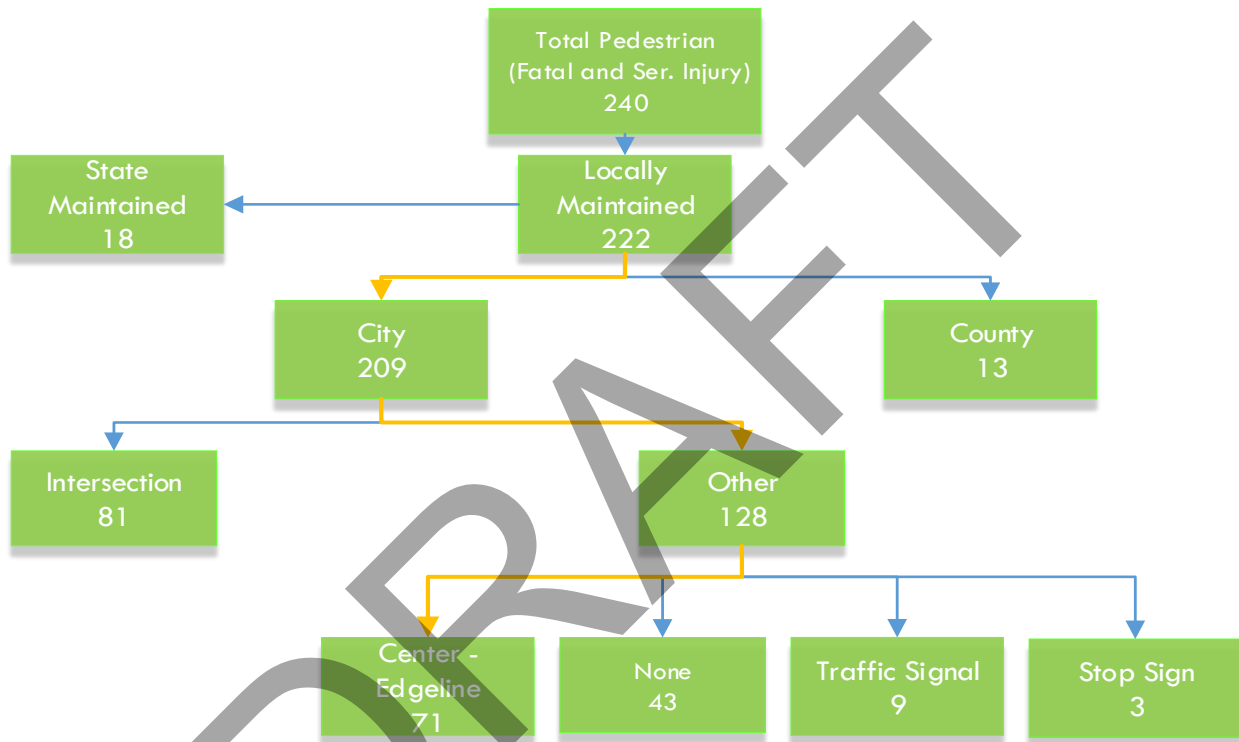 Total Pedestrian
(Fatal and Ser. Injury)
240
State
Maintained
18
Locally
Maintained
222
City
209
County
13
Intersection
81
Other
128
Center -
Edgeline
71
None
43
Traffic Signal
9
Stop Sign
3
DRAFT